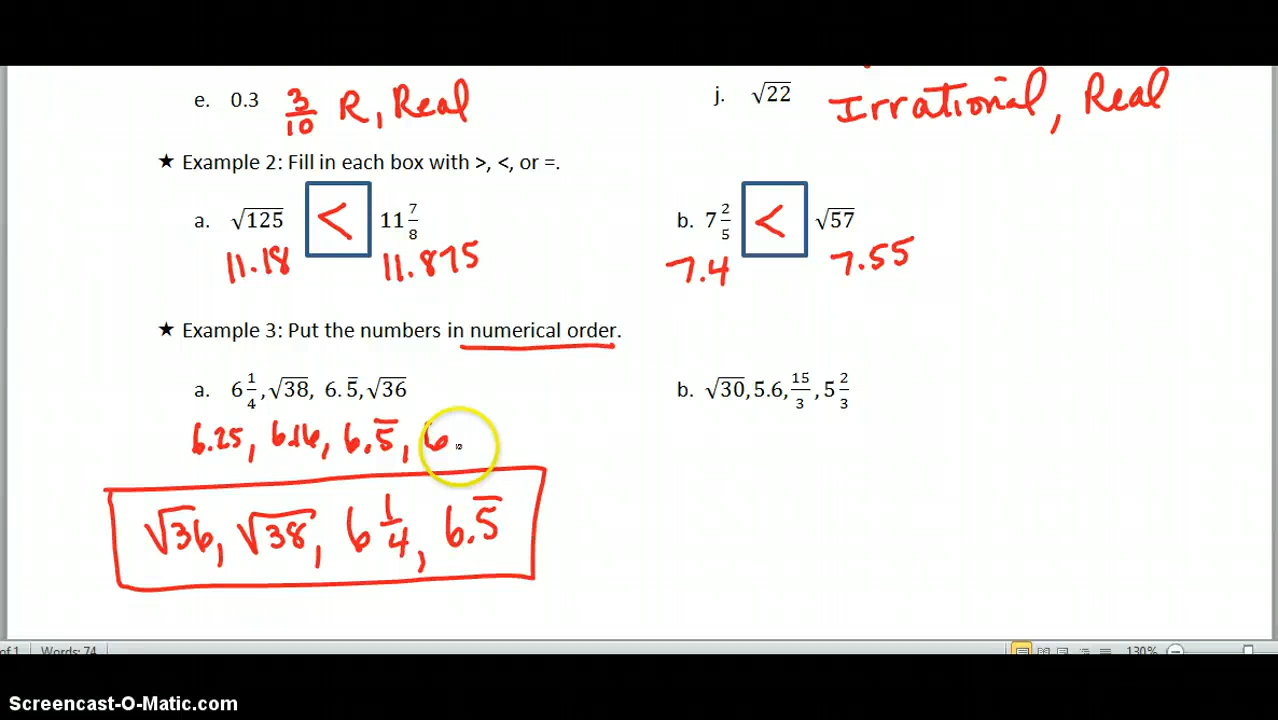 e. 0.3 3/10 R, Real
j. √22 Irrational, Real
★ Example 2: Fill in each box with >, <, or =.
a. √125 < 11 7/8
11.18 11.875
b. 7 2/5 < √57
7.4 7.55
★ Example 3: Put the numbers in numerical order.
a. 6 1/4, √38, 6.5̅, √36
6.25, 6.16, 6.5̅, 6
√36, √38, 6 1/4, 6.5̅
b. √30, 5.6, 15/3, 5 2/3
of 1 Words: 74 130%
Screencast-O-Matic.com